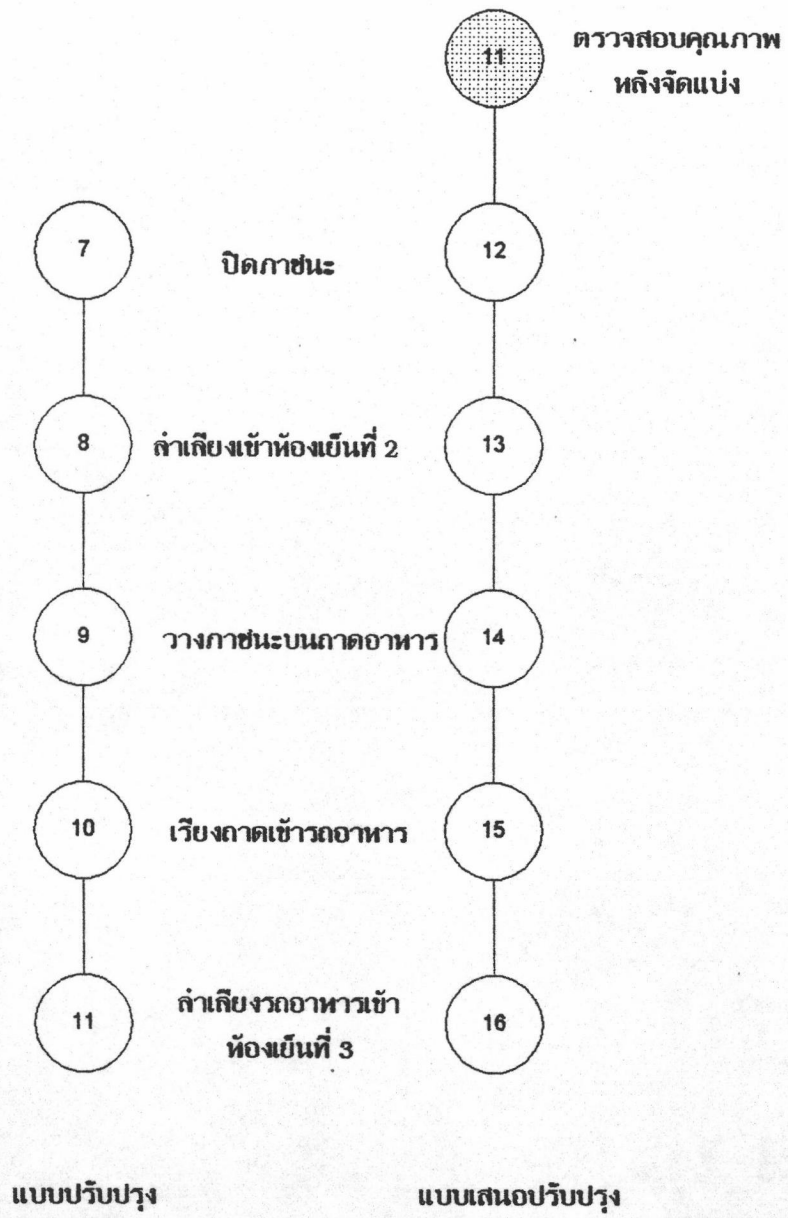 11
ตรวจสอบคุณภาพ
หลังจัดแบ่ง
7
ปิดภาชนะ
12
8
ลำเลียงเข้าห้องเย็นที่ 2
13
9
วางภาชนะบนถาดอาหาร
14
10
เรียงถาดเข้ารถอาหาร
15
11
ลำเลียงรถอาหารเข้า
ห้องเย็นที่ 3
16
แบบปรับปรุง
แบบเสนอปรับปรุง